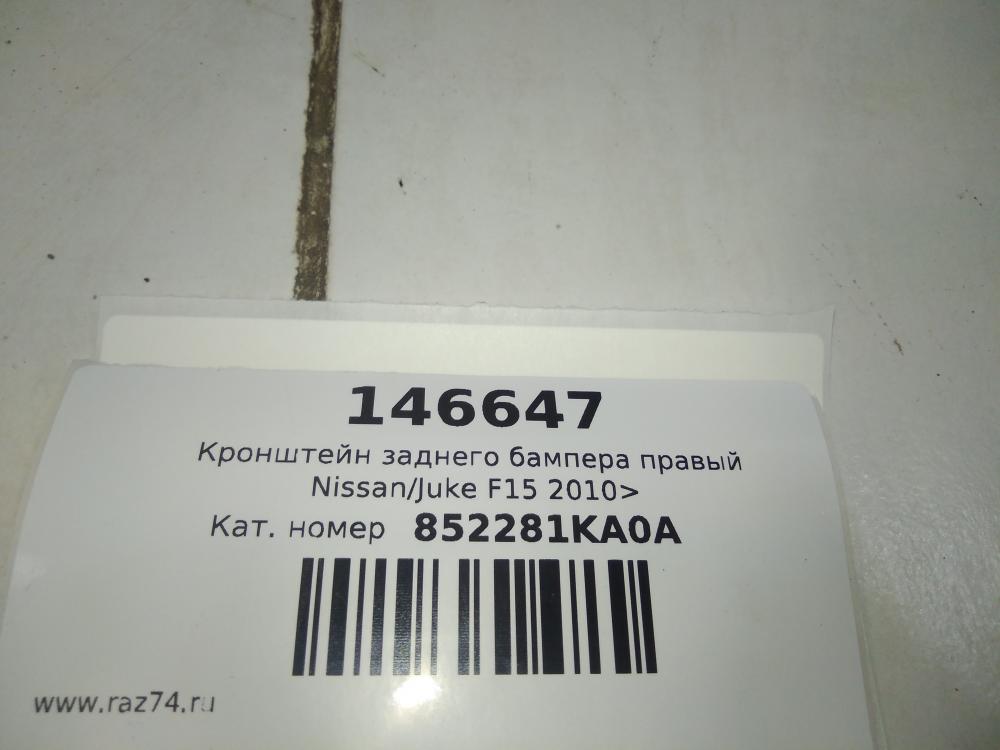 146647
Кронштейн заднего бампера правый
Nissan/Juke F15 2010>
Кат. номер 852281KA0A
www.raz74.ru